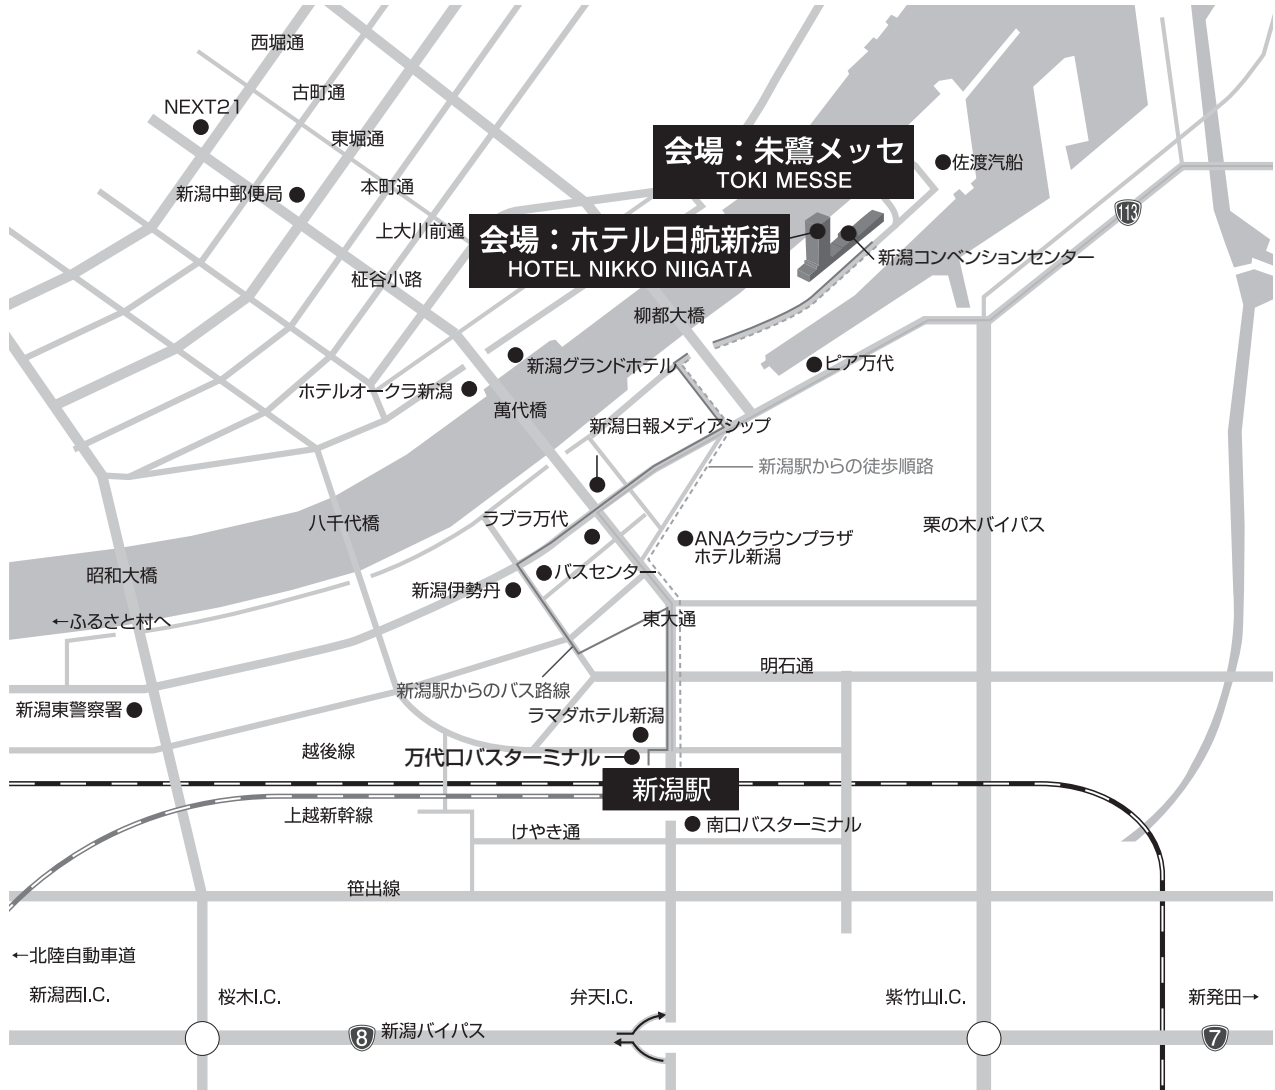 西堀通
古町通
NEXT21
東堀通
会場：朱鷺メッセ
TOKI MESSE
佐渡汽船
本町通
新潟中郵便局
113
上大川前通
会場：ホテル日航新潟
HOTEL NIKKO NIIGATA
新潟コンベンションセンター
柾谷小路
柳都大橋
新潟グランドホテル
ピア万代
ホテルオークラ新潟
萬代橋
新潟日報メディアシップ
新潟駅からの徒歩順路
八千代橋
ラブラ万代
栗の木バイパス
ANAクラウンプラザ
ホテル新潟
昭和大橋
バスセンター
新潟伊勢丹
←ふるさと村へ
東大通
明石通
新潟駅からのバス路線
新潟東警察署
ラマダホテル新潟
越後線
万代口バスターミナル
新潟駅
上越新幹線
南口バスターミナル
けやき通
笹出線
←北陸自動車道
新潟西I.C.
桜木I.C.
弁天I.C.
紫竹山I.C.
新発田→
8
新潟バイパス
7